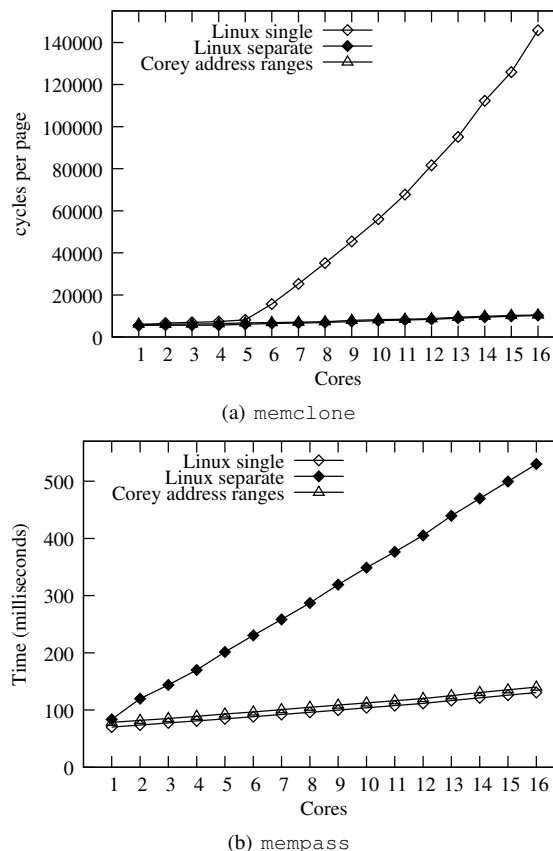 Linux single
Linux separate
Corey address ranges
140000
120000
100000
80000
60000
40000
20000
0
cycles per page
1 2 3 4 5 6 7 8 9 10 11 12 13 14 15 16
Cores
(a) memclone
Linux single
Linux separate
Corey address ranges
500
400
300
200
100
0
Time (milliseconds)
1 2 3 4 5 6 7 8 9 10 11 12 13 14 15 16
Cores
(b) mempass